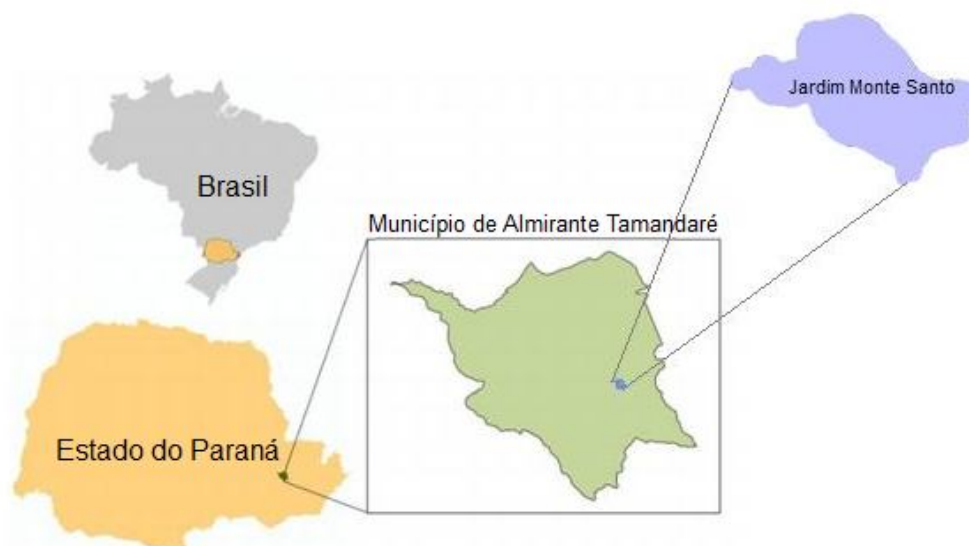 Jardim Monte Santo
Brasil
Município de Almirante Tamandaré
Estado do Paraná